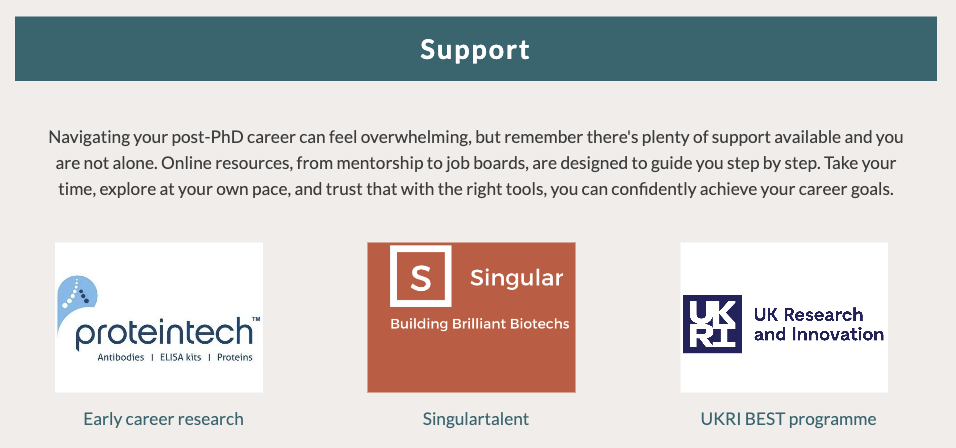 Support
Navigating your post-PhD career can feel overwhelming, but remember there's plenty of support available and you
are not alone. Online resources, from mentorship to job boards, are designed to guide you step by step. Take your
time, explore at your own pace, and trust that with the right tools, you can confidently achieve your career goals.
proteintech™
Antibodies | ELISA kits | Proteins
Early career research
S Singular
Building Brilliant Biotechs
Singulartalent
UKRI
UK Research
and Innovation
UKRI BEST programme